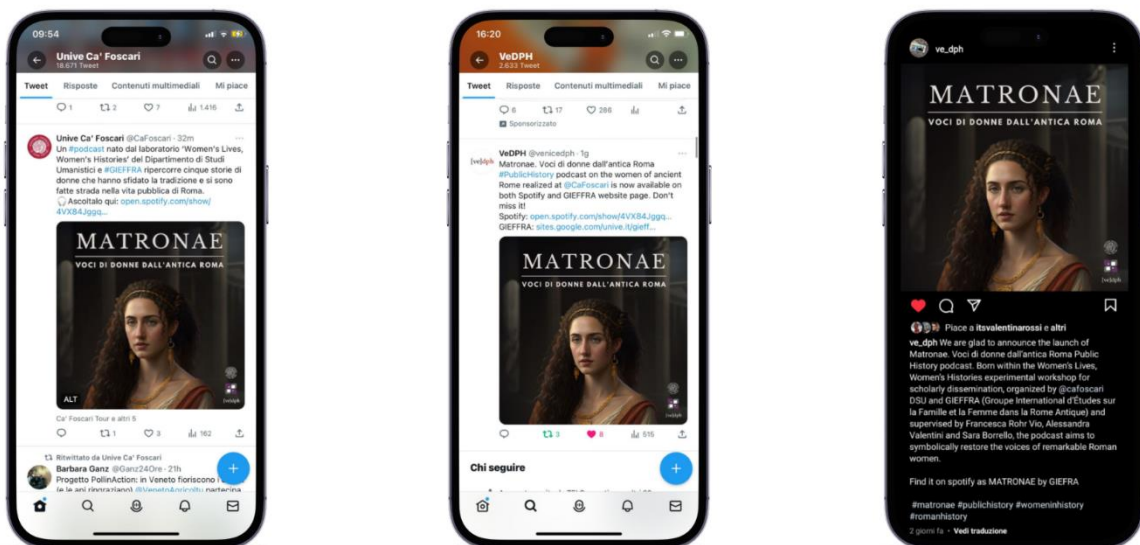 09:54
Unive Ca' Foscari
18.671 Tweet
Tweet Risposte Contenuti multimediali Mi piace
1 2 7 1.416
Unive Ca' Foscari @CaFoscari · 32m
Un #podcast nato dal laboratorio 'Women's Lives,
Women's Histories' del Dipartimento di Studi
Umanistici e #GIEFFRA ripercorre cinque storie di
donne che hanno sfidato la tradizione e si sono
fatte strada nella vita pubblica di Roma.
Ascoltalo qui: open.spotify.com/show/
4VX84Jggq...
MATRONAE
VOCI DI DONNE DALL'ANTICA ROMA
[ve]dph
ALT
Ca' Foscari Tour e altri 5
1 3 162
Ritwittato da Unive Ca' Foscari
Barbara Ganz @Ganz24Ore · 21h
Progetto PollinAction: in Veneto fioriscono i
(e le api ringraziano) @VenetoAgricoltu partecipa
16:20
VeDPH
2.633 Tweet
Tweet Risposte Contenuti multimediali Mi piace
6 17 286
Sponsorizzato
[ve]dph
VeDPH @venicedph · 1g
Matronae. Voci di donne dall'antica Roma
#PublicHistory podcast on the women of ancient
Rome realized at @CaFoscari is now available on
both Spotify and GIEFFRA website page. Don't
miss it!
Spotify: open.spotify.com/show/4VX84Jggq...
GIEFFRA: sites.google.com/unive.it/gieff...
MATRONAE
VOCI DI DONNE DALL'ANTICA ROMA
[ve]dph
3 8 515
Chi seguire
ve_dph
MATRONAE
VOCI DI DONNE DALL'ANTICA ROMA
[ve]dph
Piace a itsvalentinarossi e altri
ve_dph We are glad to announce the launch of
Matronae. Voci di donne dall'antica Roma Public
History podcast. Born within the Women's Lives,
Women's Histories experimental workshop for
scholarly dissemination, organized by @cafoscari
DSU and GIEFFRA (Groupe International d'Études sur
la Famille et la Femme dans la Rome Antique) and
supervised by Francesca Rohr Vio, Alessandra
Valentini and Sara Borrello, the podcast aims to
symbolically restore the voices of remarkable Roman
women.
Find it on spotify as MATRONAE by GIEFRA
#matronae #publichistory #womeninhistory
#romanhistory
2 giorni fa · Vedi traduzione